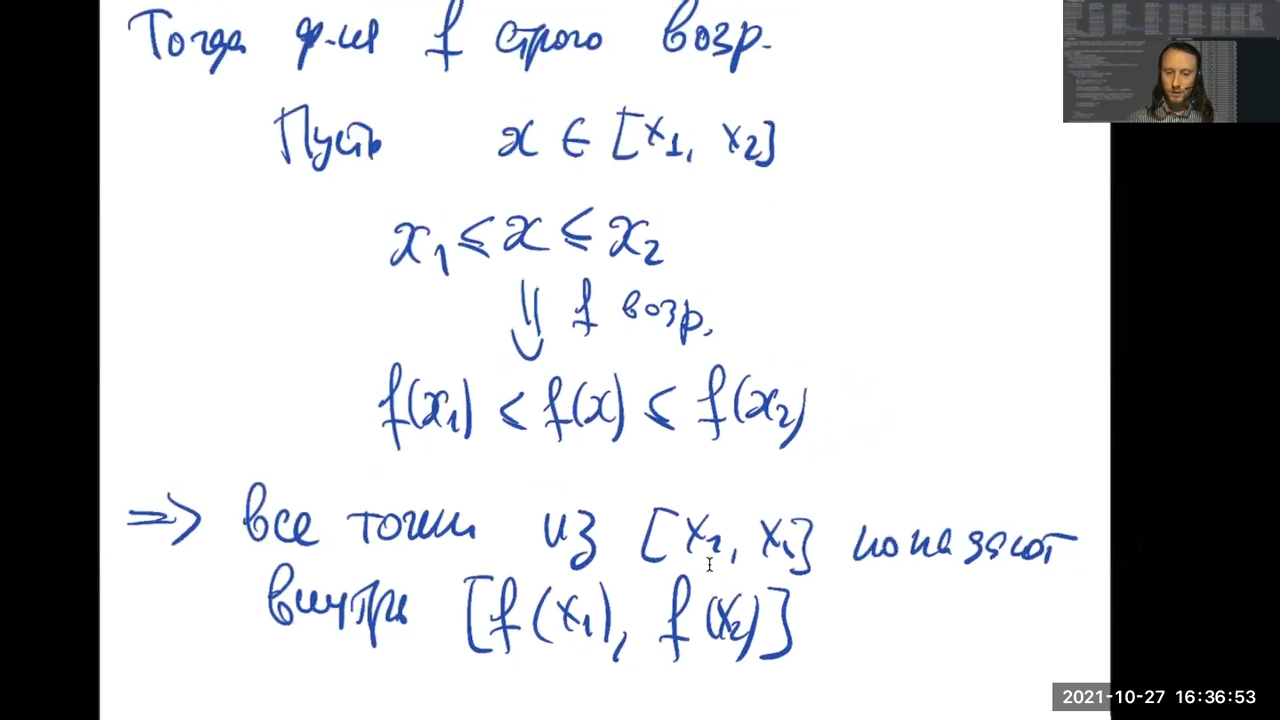 Тогда ф-ия f строго возр.
Пусть x ∈ [x₁, x₂]
x₁ ≤ x ≤ x₂
⇓ f возр.
f(x₁) ≤ f(x) ≤ f(x₂)
⇒ все точки из [x₂, x₁] попадают
внутрь [f(x₁), f(x₂)]
2021-10-27 16:36:53